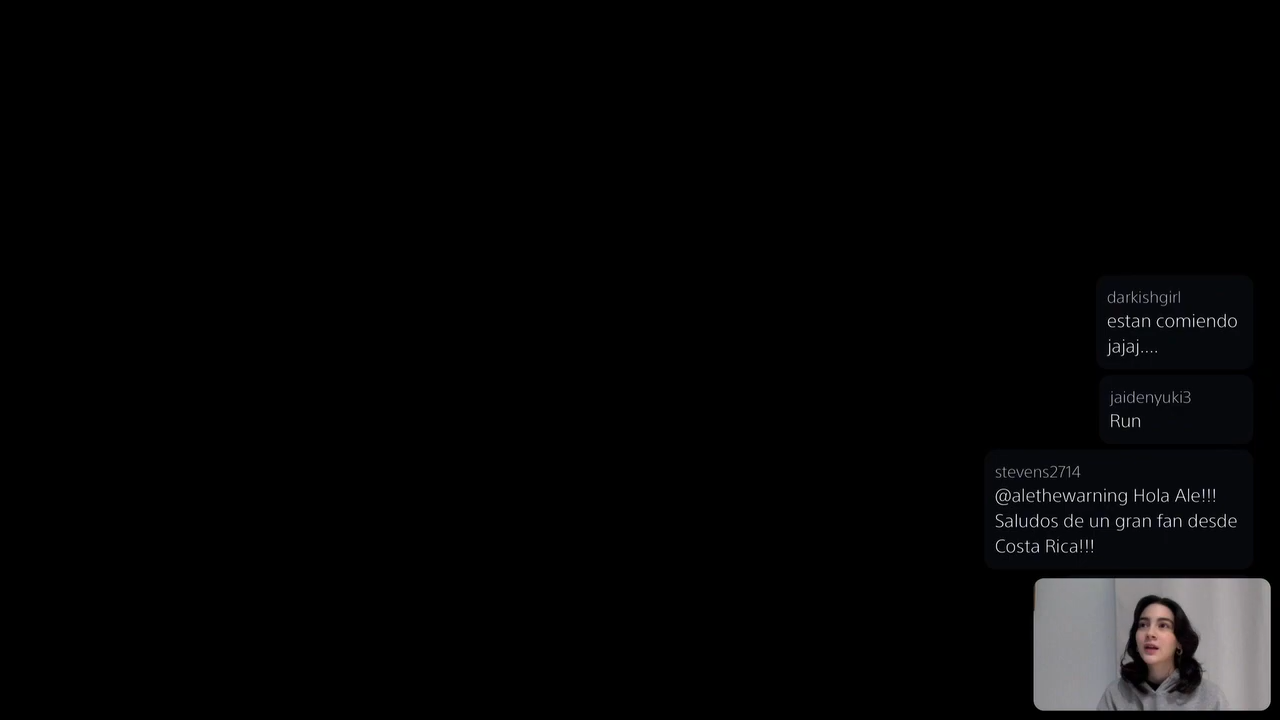 darkishgirl
estan comiendo
jajaj....
jaidenyuki3
Run
stevens2714
@alethewarning Hola Ale!!!
Saludos de un gran fan desde
Costa Rica!!!